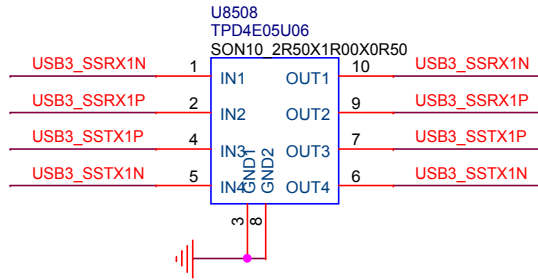 U8508
TPD4E05U06
SON10_2R50X1R00X0R50
USB3_SSRX1N 1 IN1 OUT1 10 USB3_SSRX1N
USB3_SSRX1P 2 IN2 OUT2 9 USB3_SSRX1P
USB3_SSTX1P 4 IN3 OUT3 7 USB3_SSTX1P
USB3_SSTX1N 5 IN4 OUT4 6 USB3_SSTX1N
GND1
GND2
3
8